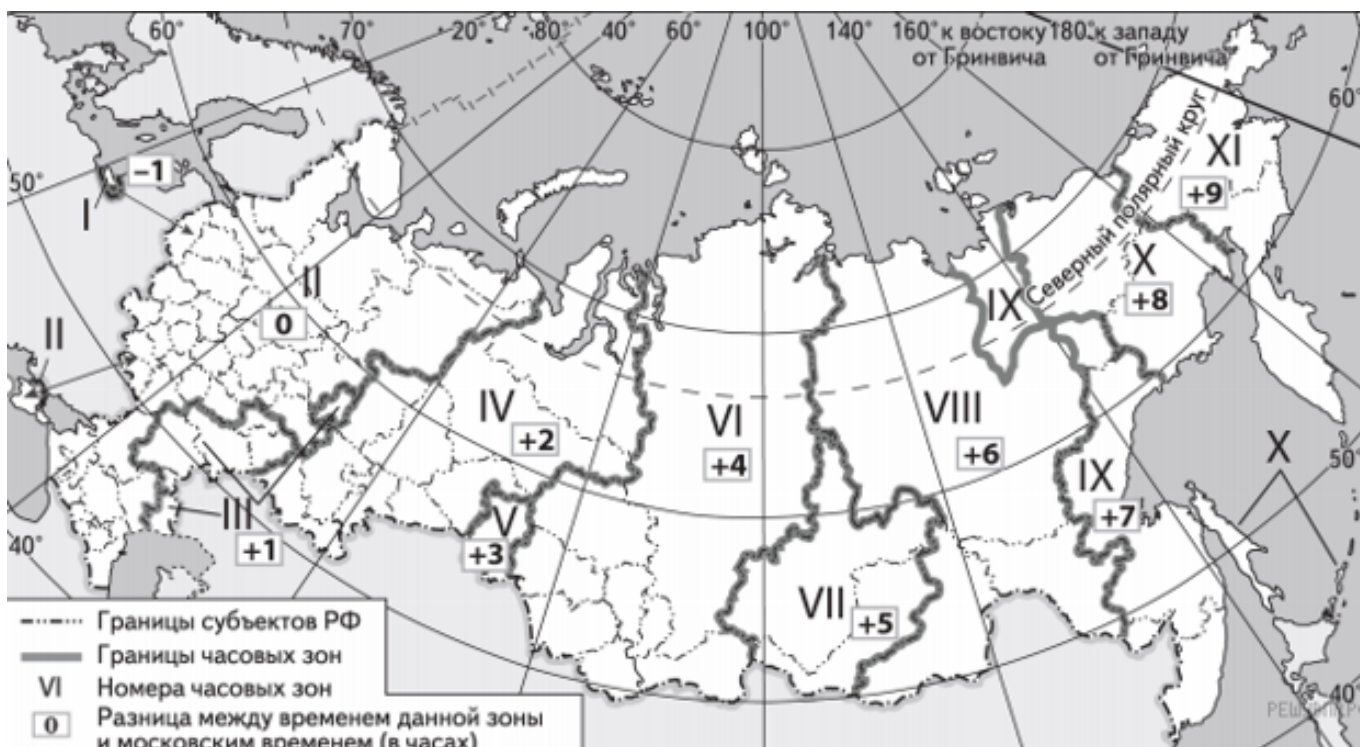 60° 70° 20° 80° 40° 60° 100° 140° 160° к востоку 180° к западу
от Гринвича от Гринвича
60°
Северный полярный круг
XI
+9
–1
50°
I
X
+8
II
0
IX
II
IV
+2
VI
+4
VIII
+6
X
50°
IX
+7
III
+1
V
+3
40°
VII
+5
Границы субъектов РФ
Границы часовых зон
VI Номера часовых зон
0 Разница между временем данной зоны
и московским временем (в часах)
40°